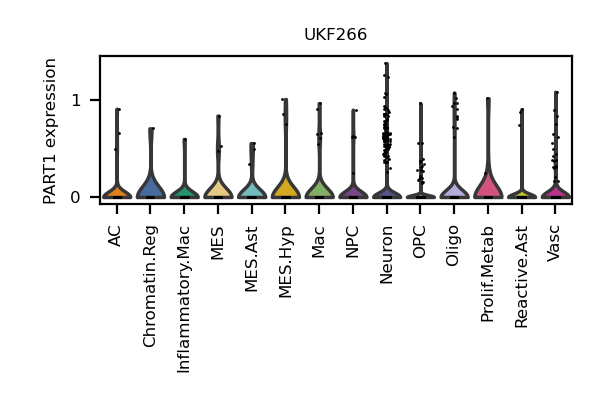 UKF266
PART1 expression
1
0
AC
Chromatin.Reg
Inflammatory.Mac
MES
MES.Ast
MES.Hyp
Mac
NPC
Neuron
OPC
Oligo
Prolif.Metab
Reactive.Ast
Vasc